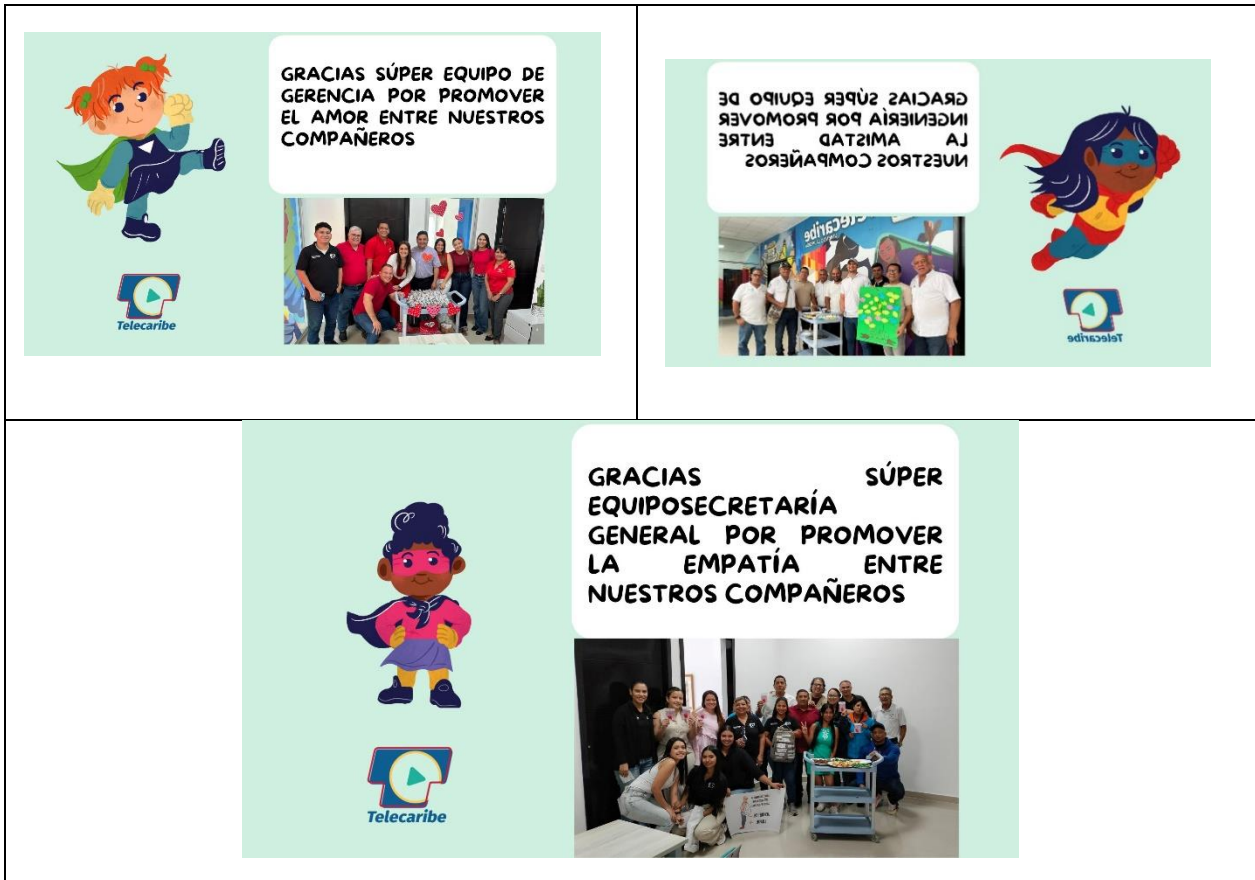 GRACIAS SÚPER EQUIPO DE
GERENCIA POR PROMOVER
EL AMOR ENTRE NUESTROS
COMPAÑEROS
Telecaribe
GRACIAS SÚPER EQUIPO DE
INGENIERÍA POR PROMOVER
LA AMISTAD ENTRE
NUESTROS COMPAÑEROS
Telecaribe
Telecaribe
GRACIAS SÚPER
EQUIPOSECRETARÍA
GENERAL POR PROMOVER
LA EMPATÍA ENTRE
NUESTROS COMPAÑEROS
Telecaribe